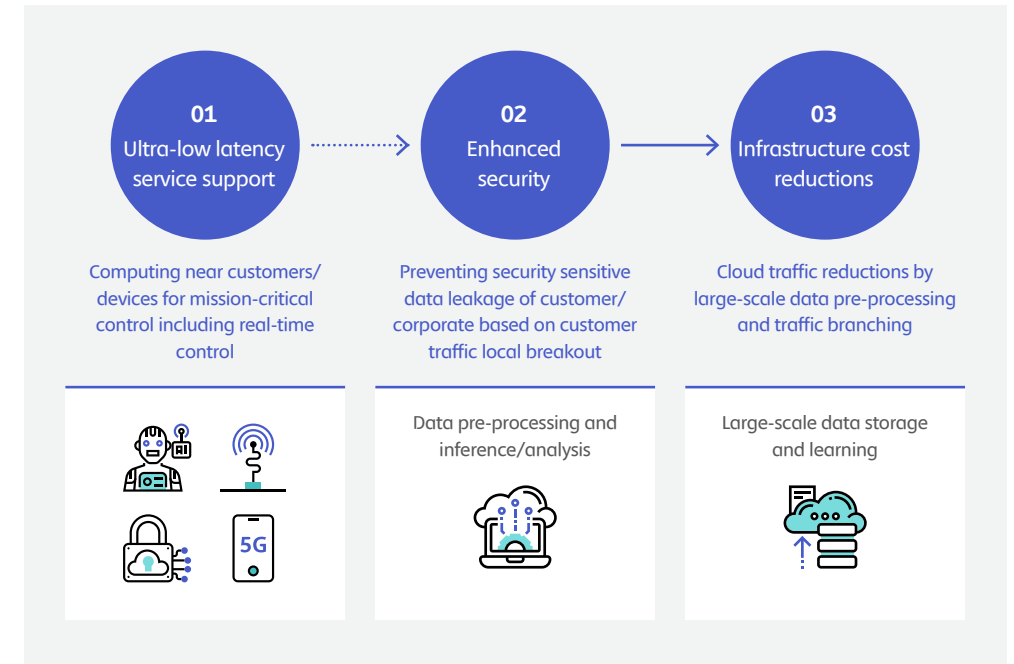 01
Ultra-low latency
service support
02
Enhanced
security
03
Infrastructure cost
reductions
Computing near customers/
devices for mission-critical
control including real-time
control
Preventing security sensitive
data leakage of customer/
corporate based on customer
traffic local breakout
Cloud traffic reductions by
large-scale data pre-processing
and traffic branching
AI
5G
Data pre-processing and
inference/analysis
Large-scale data storage
and learning